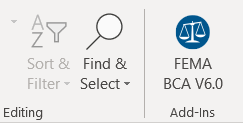 A
Z
Sort & Filter
Find & Select
FEMA
BCA V6.0
Editing
Add-Ins